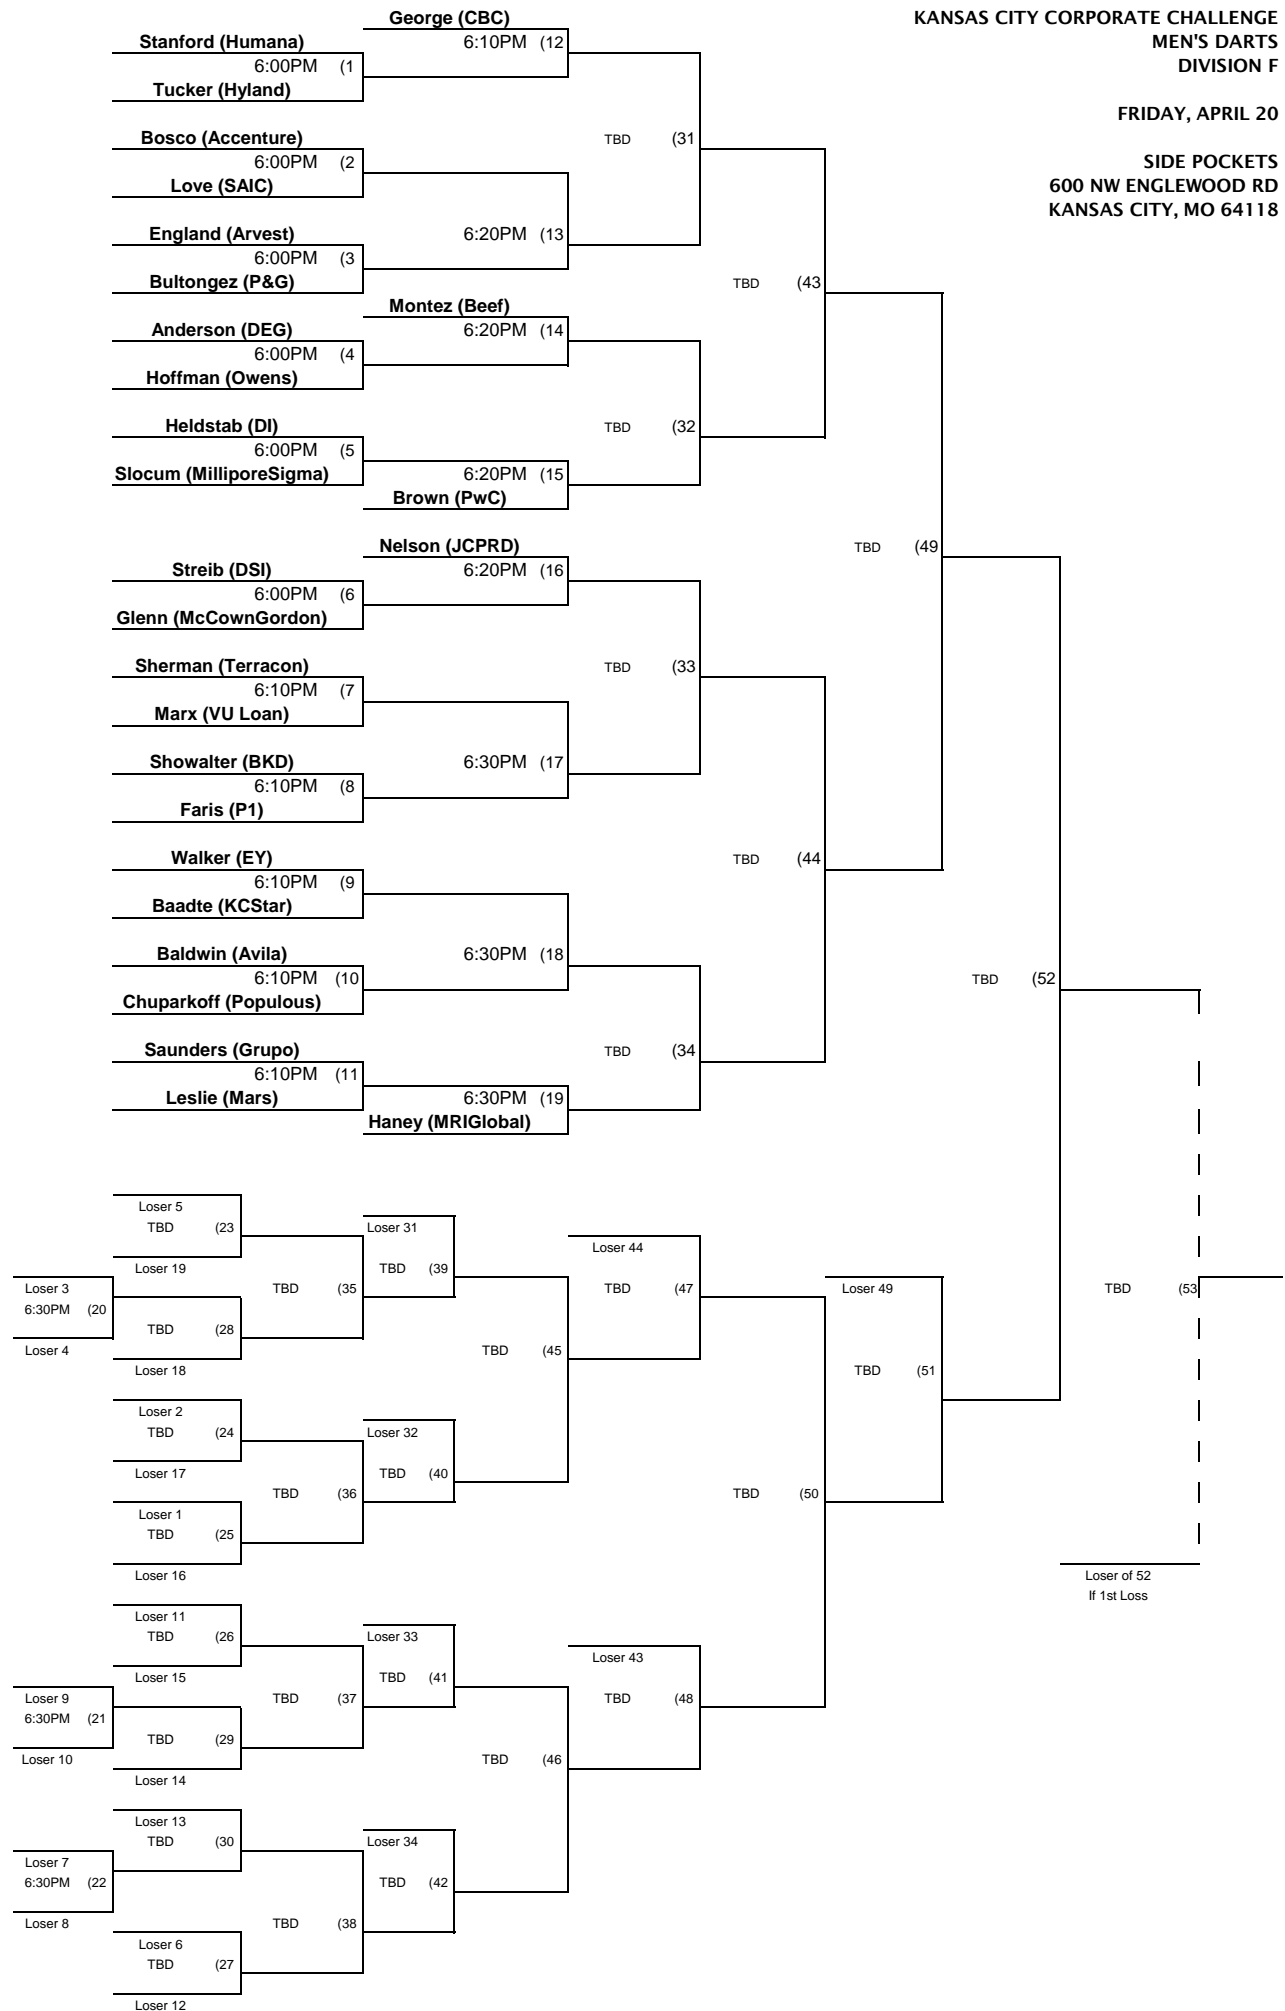 George (CBC)
KANSAS CITY CORPORATE CHALLENGE
MEN'S DARTS
DIVISION F
FRIDAY, APRIL 20
SIDE POCKETS
600 NW ENGLEWOOD RD
KANSAS CITY, MO 64118
Stanford (Humana)
6:10PM (12
6:00PM (1
Tucker (Hyland)
Bosco (Accenture)
TBD (31
6:00PM (2
Love (SAIC)
England (Arvest)
6:20PM (13
6:00PM (3
Bultongez (P&G)
TBD (43
Montez (Beef)
Anderson (DEG)
6:20PM (14
6:00PM (4
Hoffman (Owens)
Heldstab (DI)
TBD (32
6:00PM (5
Slocum (MilliporeSigma)
6:20PM (15
Brown (PwC)
Nelson (JCPRD)
TBD (49
Streib (DSI)
6:20PM (16
6:00PM (6
Glenn (McCownGordon)
Sherman (Terracon)
TBD (33
6:10PM (7
Marx (VU Loan)
Showalter (BKD)
6:30PM (17
6:10PM (8
Faris (P1)
Walker (EY)
TBD (44
6:10PM (9
Baadte (KCStar)
Baldwin (Avila)
6:30PM (18
6:10PM (10
TBD (52
Chuparkoff (Populous)
Saunders (Grupo)
TBD (34
6:10PM (11
Leslie (Mars)
6:30PM (19
Haney (MRIGlobal)
Loser 5
TBD (23
Loser 31
Loser 44
Loser 19
TBD (39
Loser 3
TBD (35
TBD (47
Loser 49
TBD (53
6:30PM (20
TBD (28
Loser 4
TBD (45
Loser 18
TBD (51
Loser 2
TBD (24
Loser 32
Loser 17
TBD (40
TBD (36
TBD (50
Loser 1
TBD (25
Loser 16
Loser of 52
If 1st Loss
Loser 11
TBD (26
Loser 33
Loser 43
Loser 15
TBD (41
Loser 9
TBD (37
TBD (48
6:30PM (21
TBD (29
Loser 10
TBD (46
Loser 14
Loser 13
TBD (30
Loser 34
Loser 7
6:30PM (22
TBD (42
Loser 8
TBD (38
Loser 6
TBD (27
Loser 12